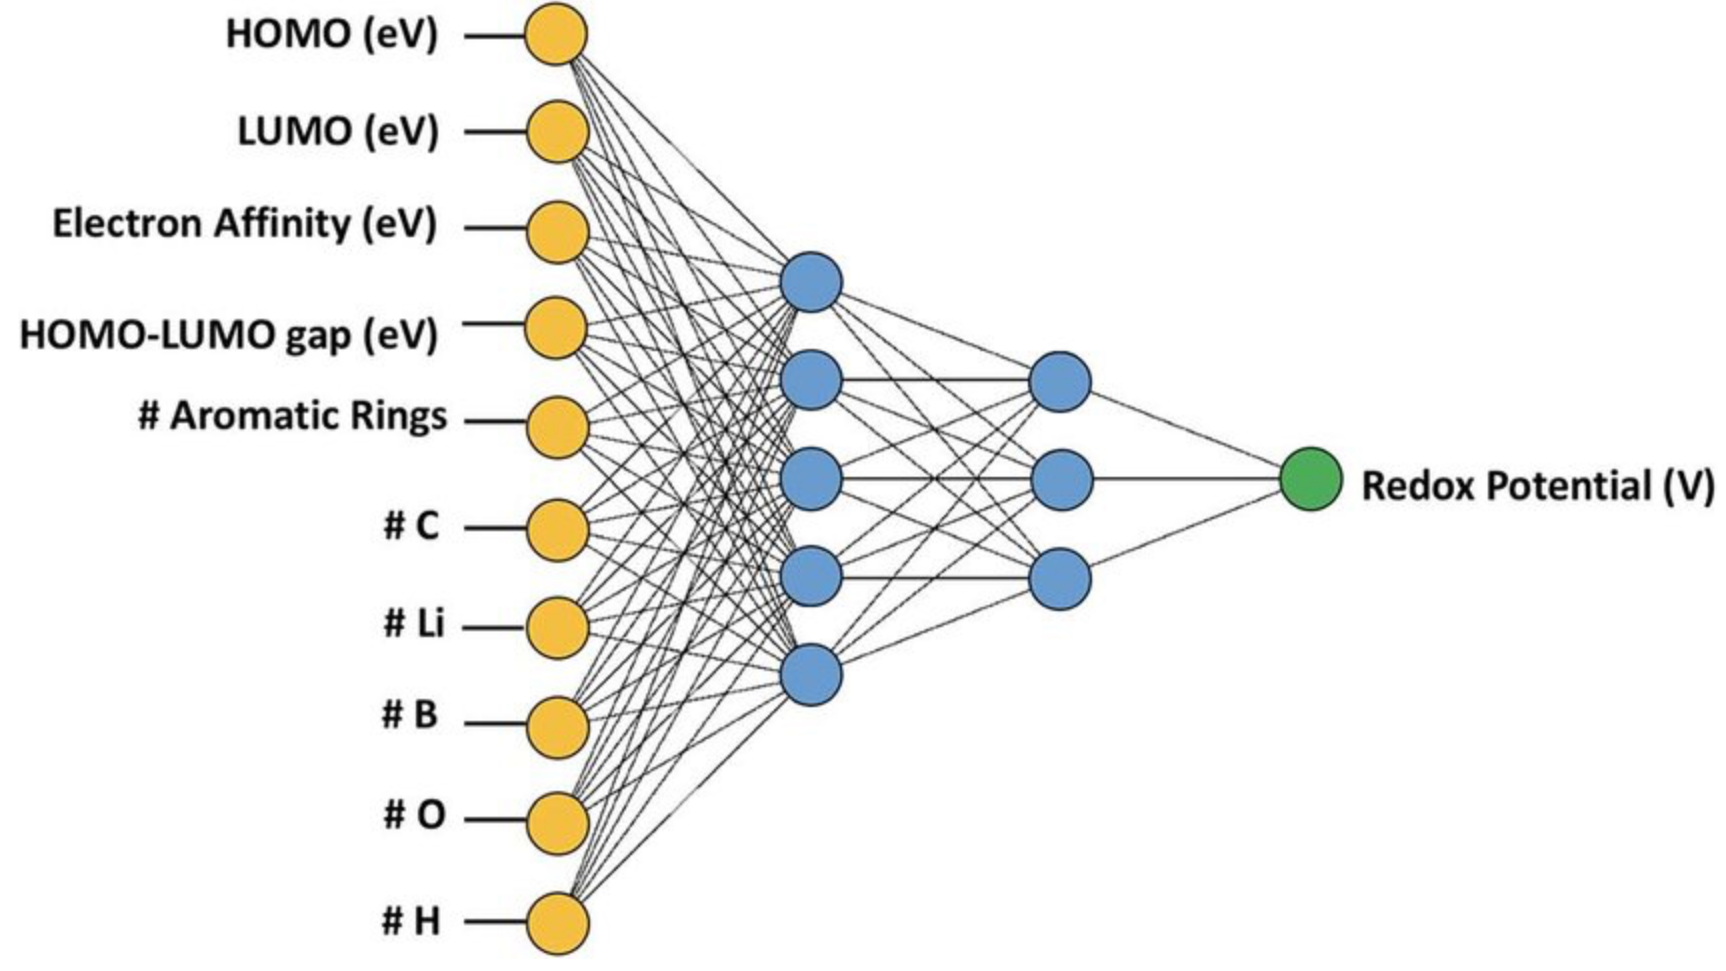 HOMO (eV)
LUMO (eV)
Electron Affinity (eV)
HOMO-LUMO gap (eV)
# Aromatic Rings
# C
# Li
# B
# O
# H
Redox Potential (V)